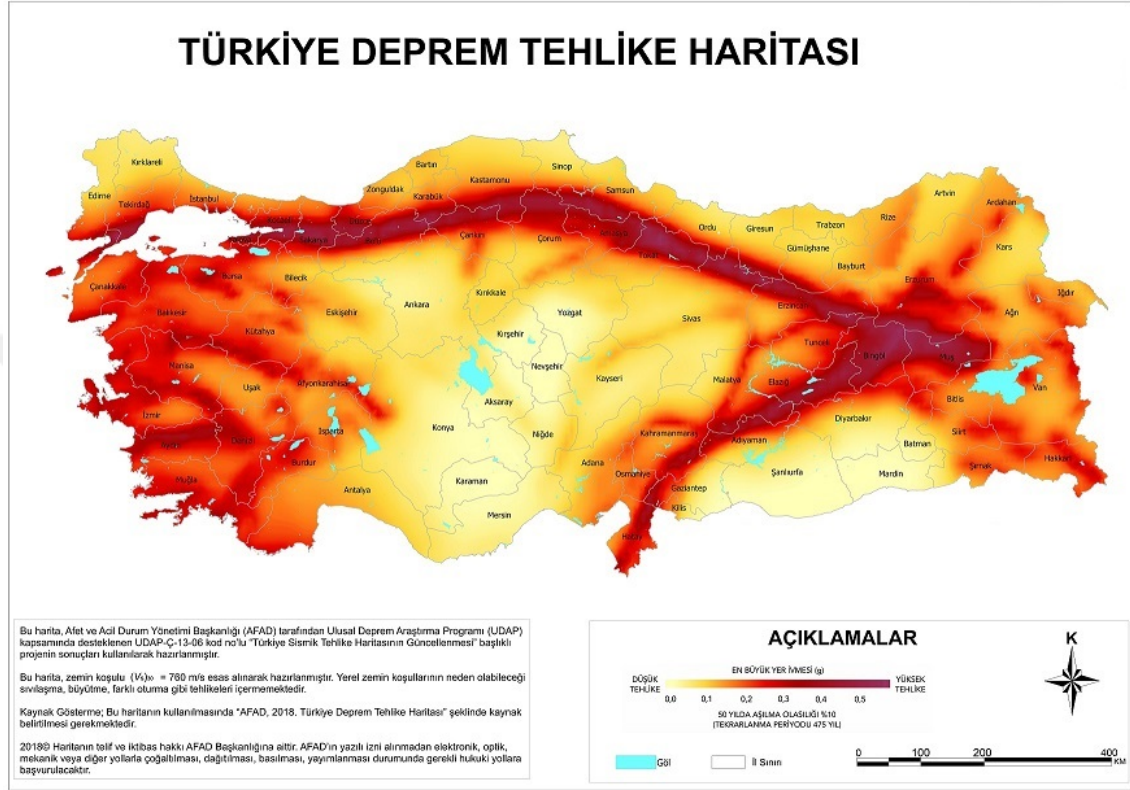 TÜRKİYE DEPREM TEHLİKE HARİTASI
Kırklareli
Edirne
Tekirdağ
İstanbul
Zonguldak
Bartın
Karabük
Kastamonu
Sinop
Samsun
Ordu
Giresun
Trabzon
Rize
Artvin
Ardahan
Kars
Iğdır
Ağrı
Erzurum
Bayburt
Gümüşhane
Erzincan
Tokat
Amasya
Çorum
Çankırı
Bolu
Düzce
Sakarya
Kocaeli
Bilecik
Bursa
Çanakkale
Balıkesir
Kütahya
Eskişehir
Ankara
Kırıkkale
Yozgat
Kırşehir
Sivas
Nevşehir
Kayseri
Tunceli
Bingöl
Muş
Van
Bitlis
Elazığ
Malatya
Manisa
Uşak
Afyonkarahisar
Aksaray
Konya
Niğde
İzmir
Aydın
Denizli
Isparta
Burdur
Muğla
Antalya
Karaman
Mersin
Adana
Osmaniye
Kahramanmaraş
Adıyaman
Gaziantep
Kilis
Hatay
Şanlıurfa
Diyarbakır
Batman
Mardin
Siirt
Şırnak
Hakkari
Bu harita, Afet ve Acil Durum Yönetimi Başkanlığı (AFAD) tarafından Ulusal Deprem Araştırma Programı (UDAP)
kapsamında desteklenen UDAP-Ç-13-06 kod no'lu "Türkiye Sismik Tehlike Haritasının Güncellenmesi" başlıklı
projenin sonuçları kullanılarak hazırlanmıştır.
Bu harita, zemin koşulu (Vs)30 = 760 m/s esas alınarak hazırlanmıştır. Yerel zemin koşullarının neden olabileceği
sıvılaşma, büyütme, farklı oturma gibi tehlikeleri içermemektedir.
Kaynak Gösterme; Bu haritanın kullanılmasında "AFAD, 2018. Türkiye Deprem Tehlike Haritası" şeklinde kaynak
belirtilmesi gerekmektedir.
2018© Haritanın telif ve iktibas hakkı AFAD Başkanlığına aittir. AFAD'ın yazılı izni alınmadan elektronik, optik,
mekanik veya diğer yollarla çoğaltılması, dağıtılması, basılması, yayımlanması durumunda gerekli hukuki yollara
başvurulacaktır.
AÇIKLAMALAR
EN BÜYÜK YER İVMESİ (g)
DÜŞÜK TEHLİKE
YÜKSEK TEHLİKE
0,0 0,1 0,2 0,3 0,4 0,5
50 YILDA AŞILMA OLASILIĞI %10
(TEKRARLANMA PERİYODU 475 YIL)
Göl
İl Sınırı
K
0 100 200 400
KM